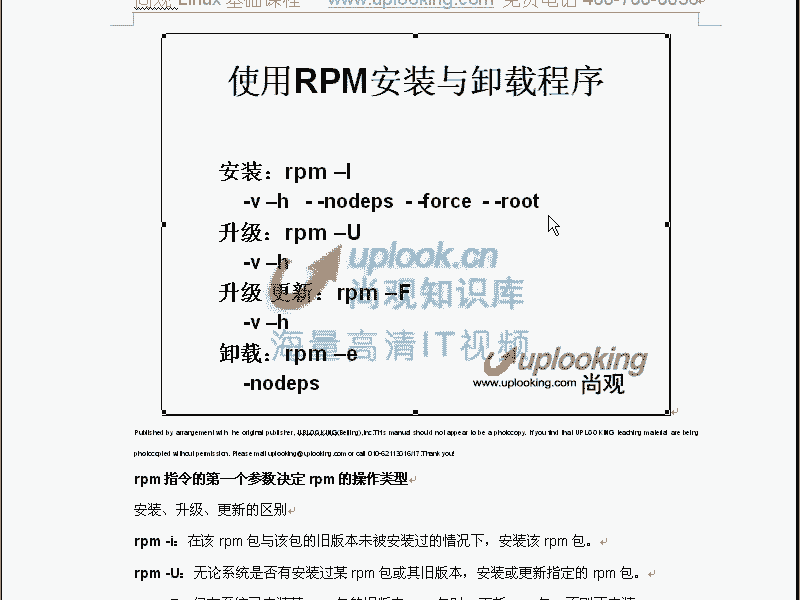 尚观 Linux 基础课程 www.uplooking.com 免费电话 400-700-0056
使用RPM安装与卸载程序
安装：rpm –I
-v –h - -nodeps - -force - -root
升级：rpm –U
-v –h
升级 更新：rpm –F
-v –h
卸载：rpm –e
-nodeps
uplook.cn
尚观知识库
海量高清IT视频
uplooking
www.uplooking.com 尚观
Published by arrangement with he original publisher, UPLOOKING(Beijing),Inc.THis manual should not appear to be a photocopy. If you find that UPLOOKING teaching material are being
photocopied without permission. Please mail uplooking@uplooking.com or call 010-62113016/17.Thank you!
rpm 指令的第一个参数决定 rpm 的操作类型
安装、升级、更新的区别
rpm -i：在该 rpm 包与该包的旧版本未被安装过的情况下，安装该 rpm 包。
rpm -U：无论系统是否有安装过某 rpm 包或其旧版本，安装或更新指定的 rpm 包。